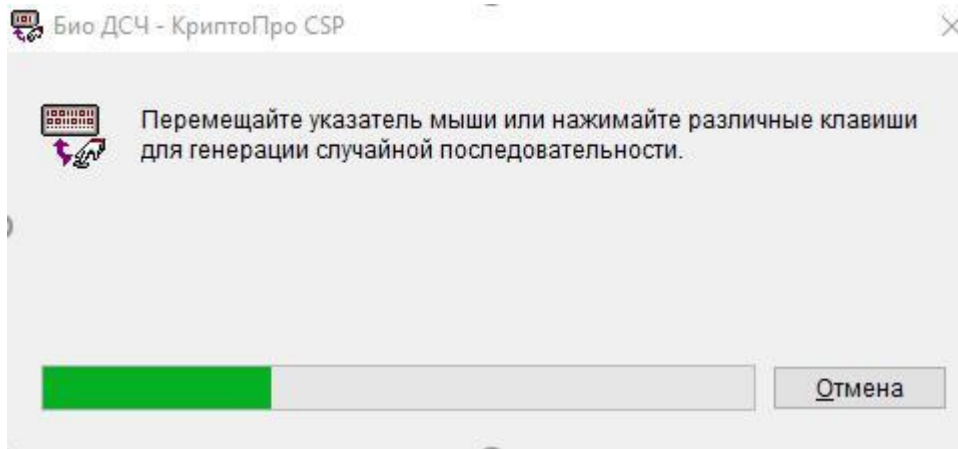 Био ДСЧ - КриптоПро CSP
Перемещайте указатель мыши или нажимайте различные клавиши
для генерации случайной последовательности.
Отмена